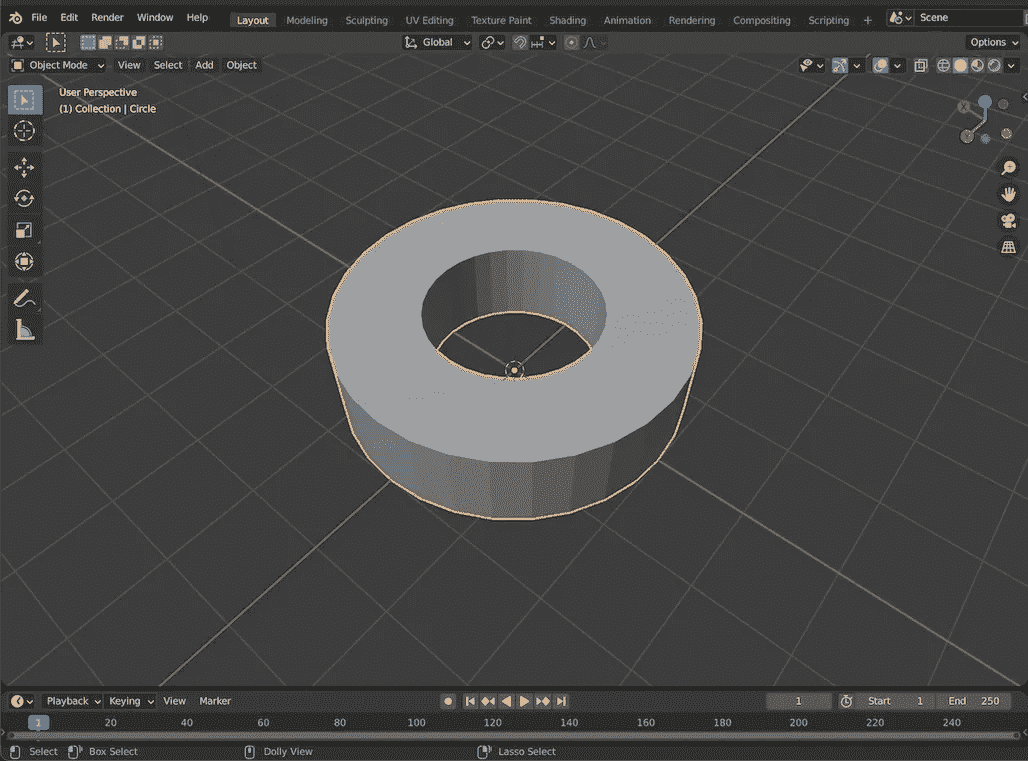 File Edit Render Window Help Layout Modeling Sculpting UV Editing Texture Paint Shading Animation Rendering Compositing Scripting + Scene
Global Options
Object Mode View Select Add Object
User Perspective
(1) Collection | Circle
X
Playback Keying View Marker 1 Start 1 End 250
1 20 40 60 80 100 120 140 160 180 200 220 240
Select Box Select Dolly View Lasso Select